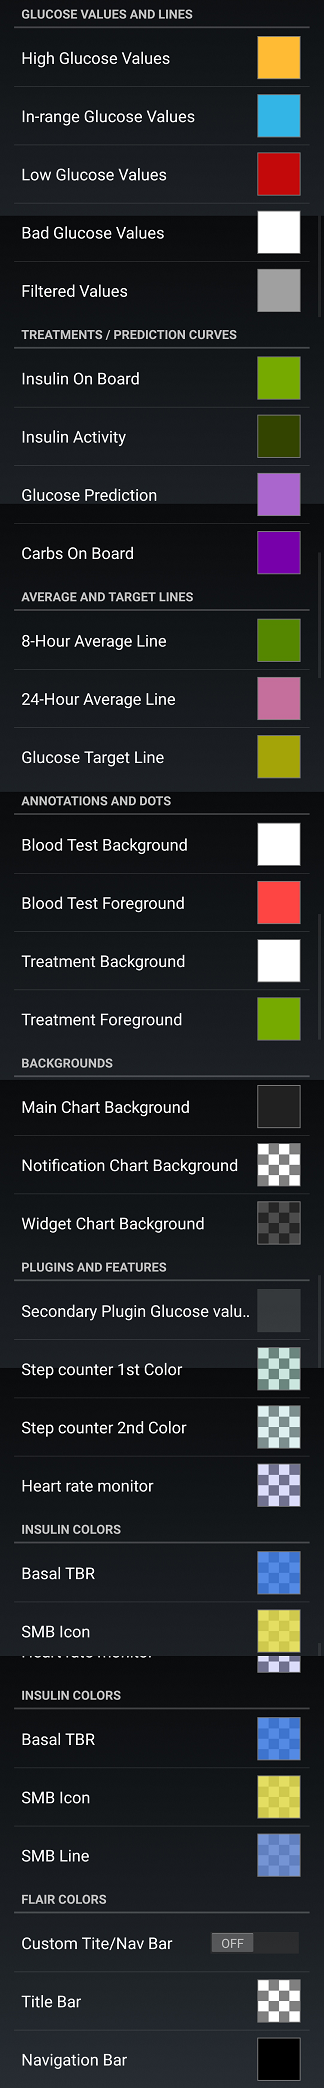 GLUCOSE VALUES AND LINES
High Glucose Values
In-range Glucose Values
Low Glucose Values
Bad Glucose Values
Filtered Values
TREATMENTS / PREDICTION CURVES
Insulin On Board
Insulin Activity
Glucose Prediction
Carbs On Board
AVERAGE AND TARGET LINES
8-Hour Average Line
24-Hour Average Line
Glucose Target Line
ANNOTATIONS AND DOTS
Blood Test Background
Blood Test Foreground
Treatment Background
Treatment Foreground
BACKGROUNDS
Main Chart Background
Notification Chart Background
Widget Chart Background
PLUGINS AND FEATURES
Secondary Plugin Glucose valu..
Step counter 1st Color
Step counter 2nd Color
Heart rate monitor
INSULIN COLORS
Basal TBR
SMB Icon
Heart rate monitor
INSULIN COLORS
Basal TBR
SMB Icon
SMB Line
FLAIR COLORS
Custom Tite/Nav Bar OFF
Title Bar
Navigation Bar